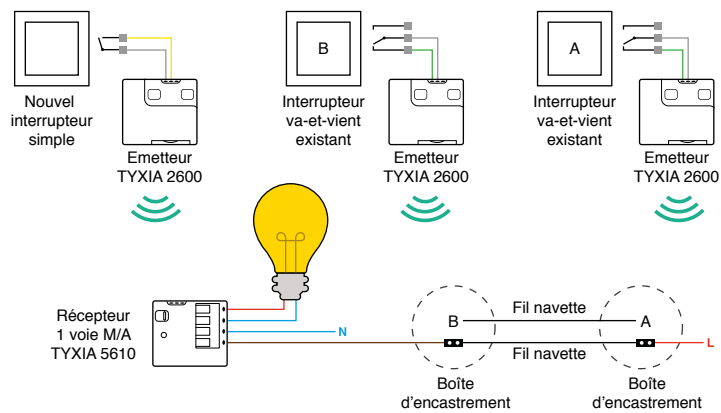 B
A
Nouvel
interrupteur
simple
Interrupteur
va-et-vient
existant
Interrupteur
va-et-vient
existant
Emetteur
TYXIA 2600
Emetteur
TYXIA 2600
Emetteur
TYXIA 2600
Récepteur
1 voie M/A
TYXIA 5610
N
B
Fil navette
A
Fil navette
L
Boîte
d'encastrement
Boîte
d'encastrement